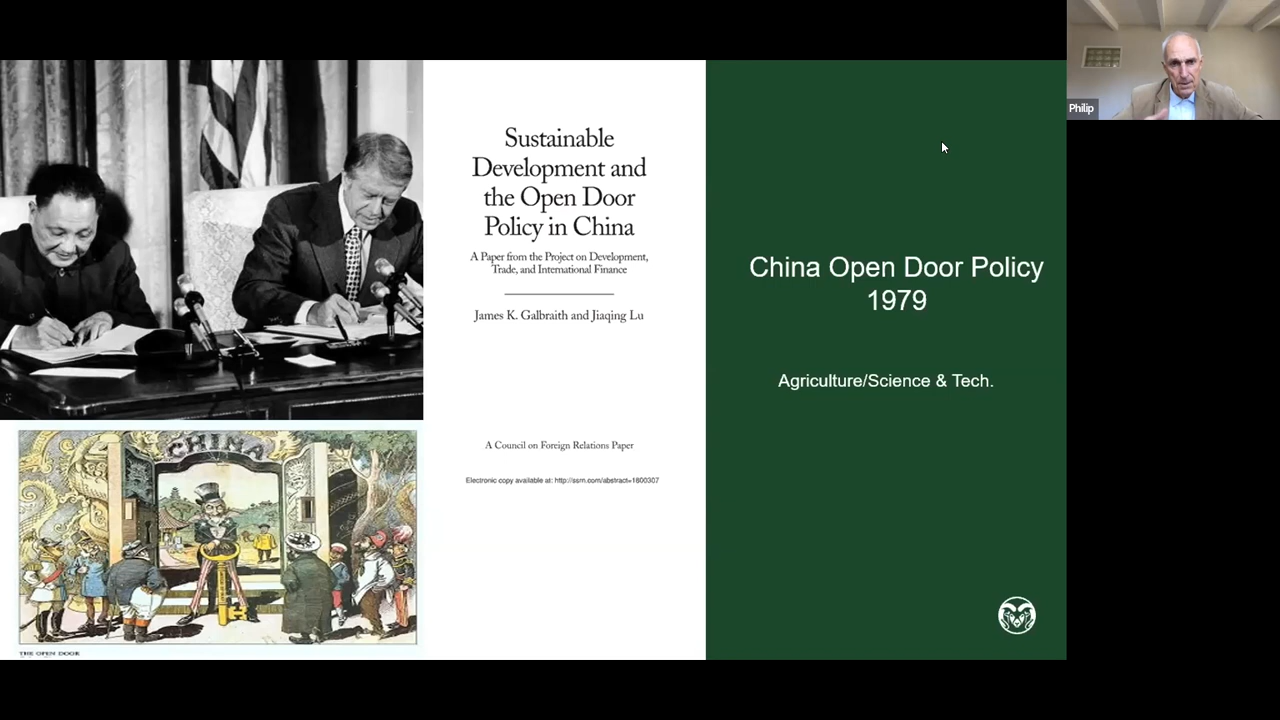 CHINA
THE OPEN DOOR
Sustainable
Development and
the Open Door
Policy in China
A Paper from the Project on Development,
Trade, and International Finance
James K. Galbraith and Jiaqing Lu
A Council on Foreign Relations Paper
Electronic copy available at: http://ssrn.com/abstract=1800307
China Open Door Policy
1979
Agriculture/Science & Tech.
Philip